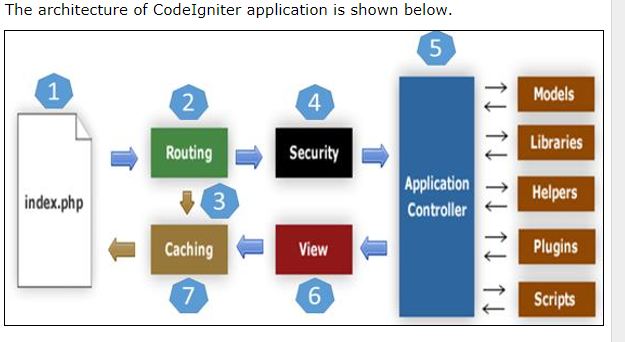 The architecture of CodeIgniter application is shown below.
5
1
2
4
Models
Routing
Security
Libraries
index.php
3
Application
Controller
Helpers
Caching
View
Plugins
7
6
Scripts